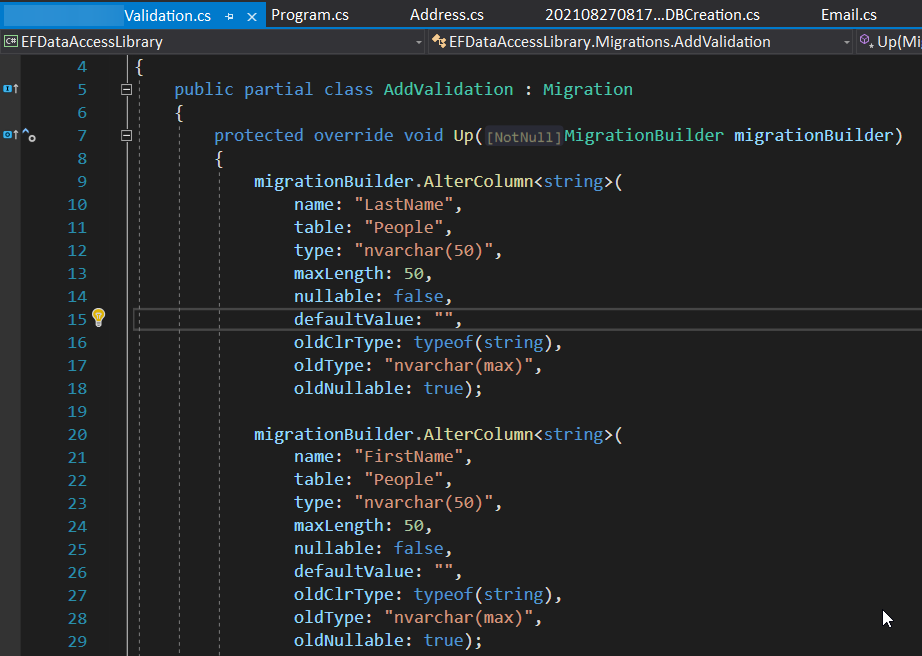 Validation.cs Program.cs Address.cs 202108270817...DBCreation.cs Email.cs
C# EFDataAccessLibrary EFDataAccessLibrary.Migrations.AddValidation Up(Mi
4 {
5 public partial class AddValidation : Migration
6 {
7 protected override void Up([NotNull]MigrationBuilder migrationBuilder)
8 {
9 migrationBuilder.AlterColumn<string>(
10 name: "LastName",
11 table: "People",
12 type: "nvarchar(50)",
13 maxLength: 50,
14 nullable: false,
15 defaultValue: "",
16 oldClrType: typeof(string),
17 oldType: "nvarchar(max)",
18 oldNullable: true);
19
20 migrationBuilder.AlterColumn<string>(
21 name: "FirstName",
22 table: "People",
23 type: "nvarchar(50)",
24 maxLength: 50,
25 nullable: false,
26 defaultValue: "",
27 oldClrType: typeof(string),
28 oldType: "nvarchar(max)",
29 oldNullable: true);